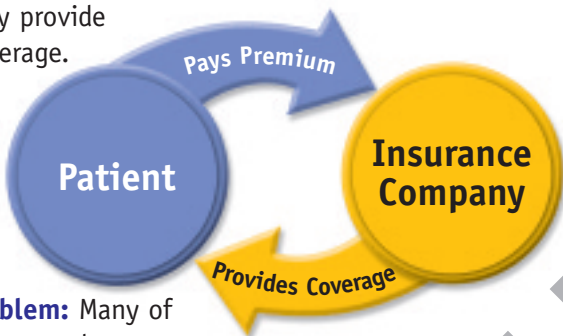 y provide
erage.
Pays Premium
Patient
Insurance
Company
Provides Coverage
blem: Many of